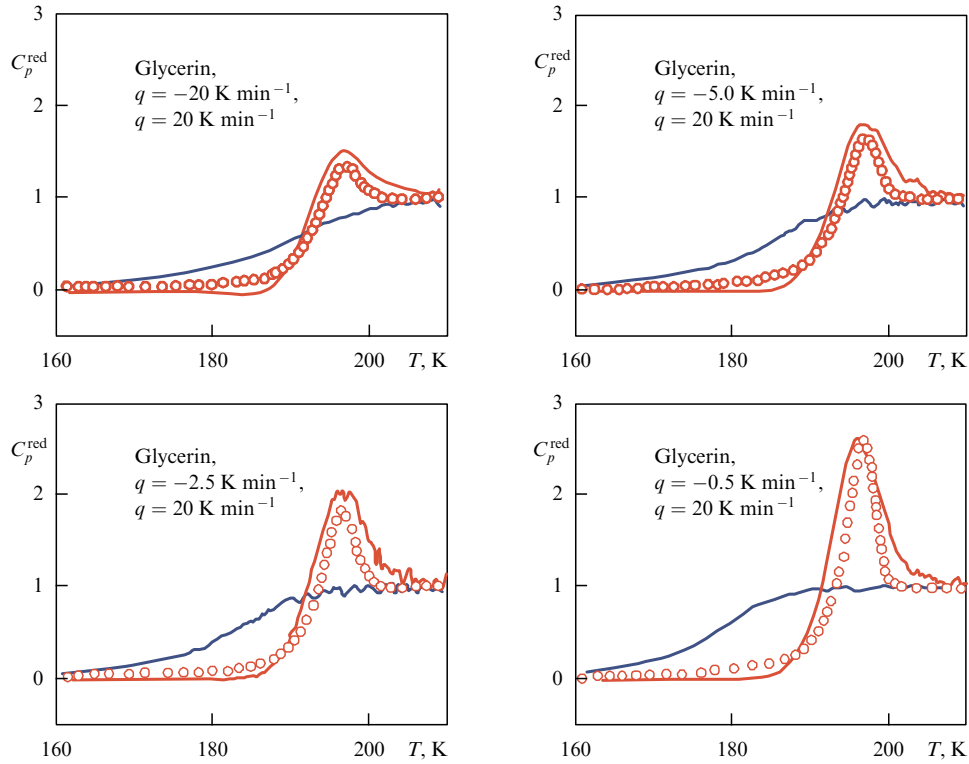 3
C_p^red
Glycerin,
q = −20 K min⁻¹,
q = 20 K min⁻¹
2
1
0
160
180
200
T, K
3
C_p^red
Glycerin,
q = −5.0 K min⁻¹,
q = 20 K min⁻¹
2
1
0
160
180
200
T, K
3
C_p^red
Glycerin,
q = −2.5 K min⁻¹,
q = 20 K min⁻¹
2
1
0
160
180
200
T, K
3
C_p^red
Glycerin,
q = −0.5 K min⁻¹,
q = 20 K min⁻¹
2
1
0
160
180
200
T, K